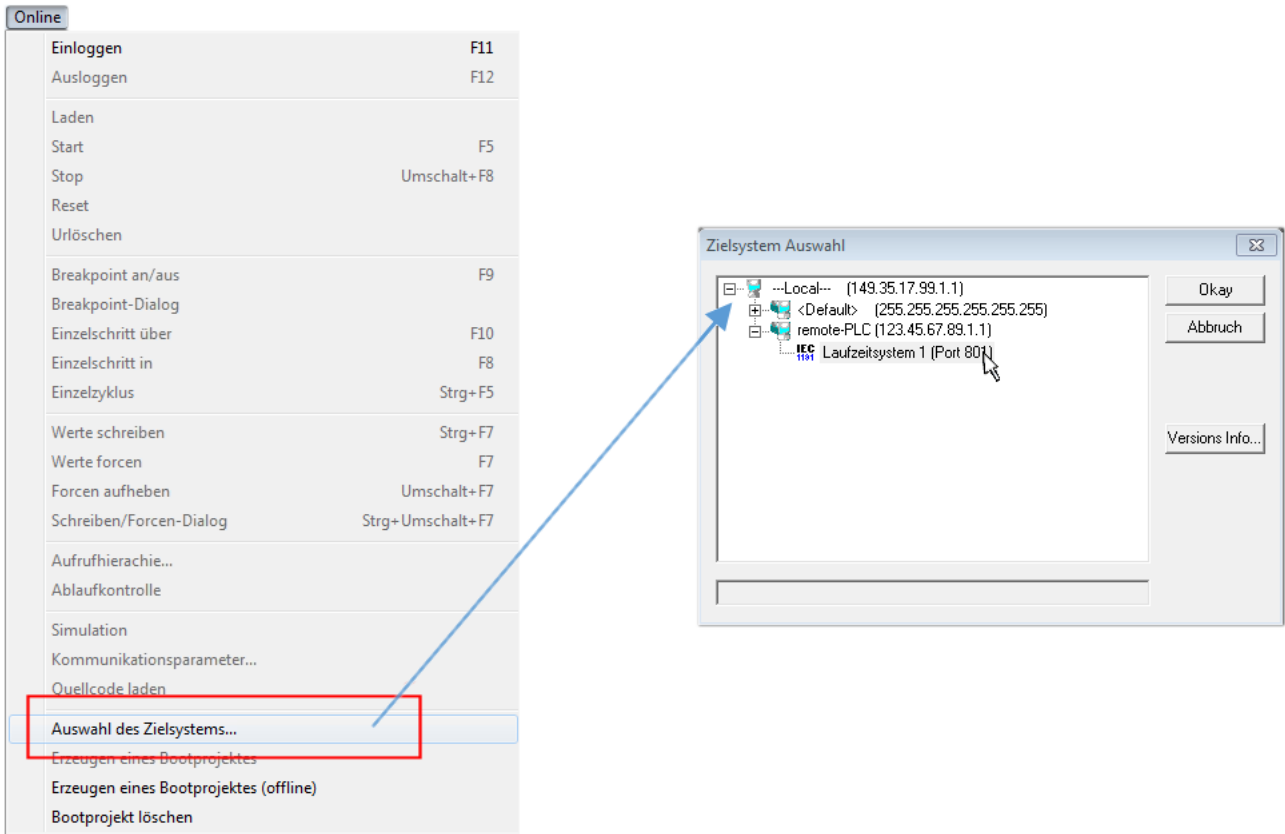 Online
Einloggen F11
Ausloggen F12
Laden
Start F5
Stop Umschalt+F8
Reset
Urlöschen
Breakpoint an/aus F9
Breakpoint-Dialog
Einzelschritt über F10
Einzelschritt in F8
Einzelzyklus Strg+F5
Werte schreiben Strg+F7
Werte forcen F7
Forcen aufheben Umschalt+F7
Schreiben/Forcen-Dialog Strg+Umschalt+F7
Aufrufhierachie...
Ablaufkontrolle
Simulation
Kommunikationsparameter...
Quellcode laden
Auswahl des Zielsystems...
Erzeugen eines Bootprojektes
Erzeugen eines Bootprojektes (offline)
Bootprojekt löschen
Zielsystem Auswahl
---Local--- (149.35.17.99.1.1)
<Default> (255.255.255.255.255.255)
remote-PLC (123.45.67.89.1.1)
IEC
1131
Laufzeitsystem 1 (Port 801)
Okay
Abbruch
Versions Info...